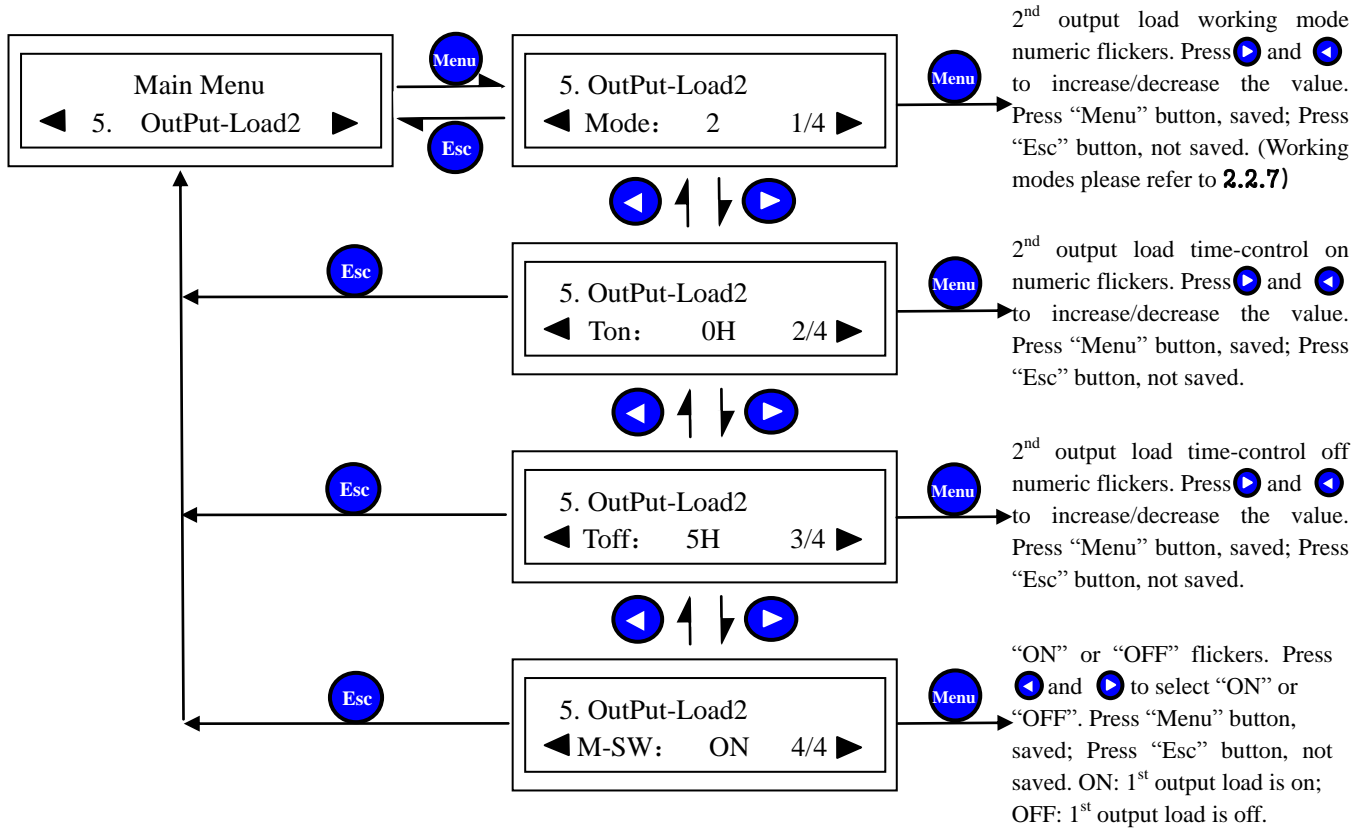 Main Menu
5. OutPut-Load2
Menu
Esc
5. OutPut-Load2
Mode: 2 1/4
Menu
2nd output load working mode
numeric flickers. Press and
to increase/decrease the value.
Press “Menu” button, saved; Press
“Esc” button, not saved. (Working
modes please refer to 2.2.7)
Esc
5. OutPut-Load2
Ton: 0H 2/4
Menu
2nd output load time-control on
numeric flickers. Press and
to increase/decrease the value.
Press “Menu” button, saved; Press
“Esc” button, not saved.
Esc
5. OutPut-Load2
Toff: 5H 3/4
Menu
2nd output load time-control off
numeric flickers. Press and
to increase/decrease the value.
Press “Menu” button, saved; Press
“Esc” button, not saved.
Esc
5. OutPut-Load2
M-SW: ON 4/4
Menu
“ON” or “OFF” flickers. Press
and to select “ON” or
“OFF”. Press “Menu” button,
saved; Press “Esc” button, not
saved. ON: 1st output load is on;
OFF: 1st output load is off.